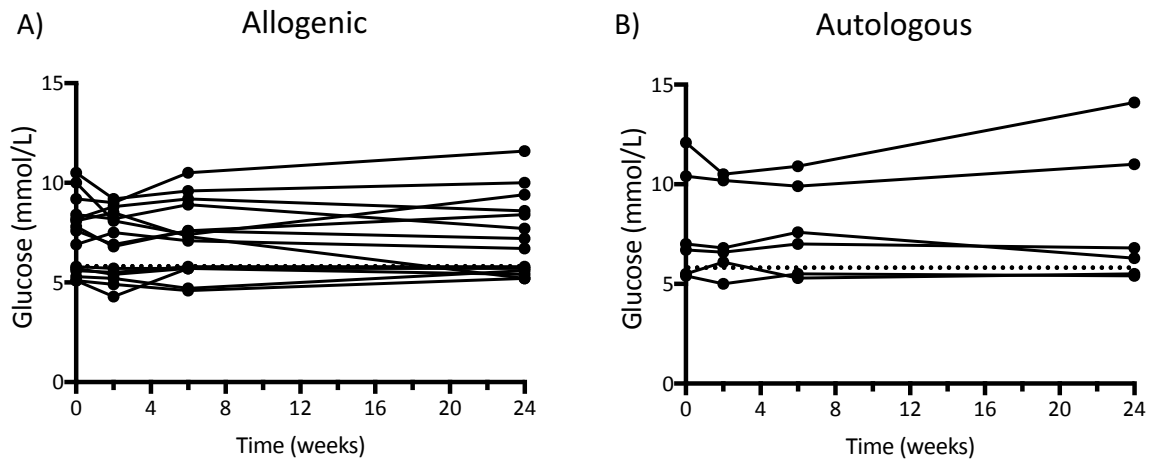 A)
Allogenic
Glucose (mmol/L)
15
10
5
0
0 4 8 12 16 20 24
Time (weeks)
B)
Autologous
Glucose (mmol/L)
15
10
5
0
0 4 8 12 16 20 24
Time (weeks)